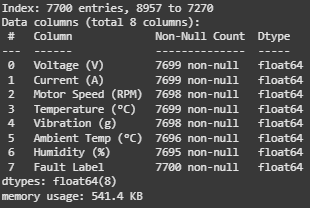 Index: 7700 entries, 8957 to 7270
Data columns (total 8 columns):
 #   Column             Non-Null Count  Dtype
---  ------             --------------  -----
 0   Voltage (V)        7699 non-null   float64
 1   Current (A)        7699 non-null   float64
 2   Motor Speed (RPM)  7698 non-null   float64
 3   Temperature (°C)   7699 non-null   float64
 4   Vibration (g)      7698 non-null   float64
 5   Ambient Temp (°C)  7696 non-null   float64
 6   Humidity (%)       7695 non-null   float64
 7   Fault Label        7700 non-null   float64
dtypes: float64(8)
memory usage: 541.4 KB